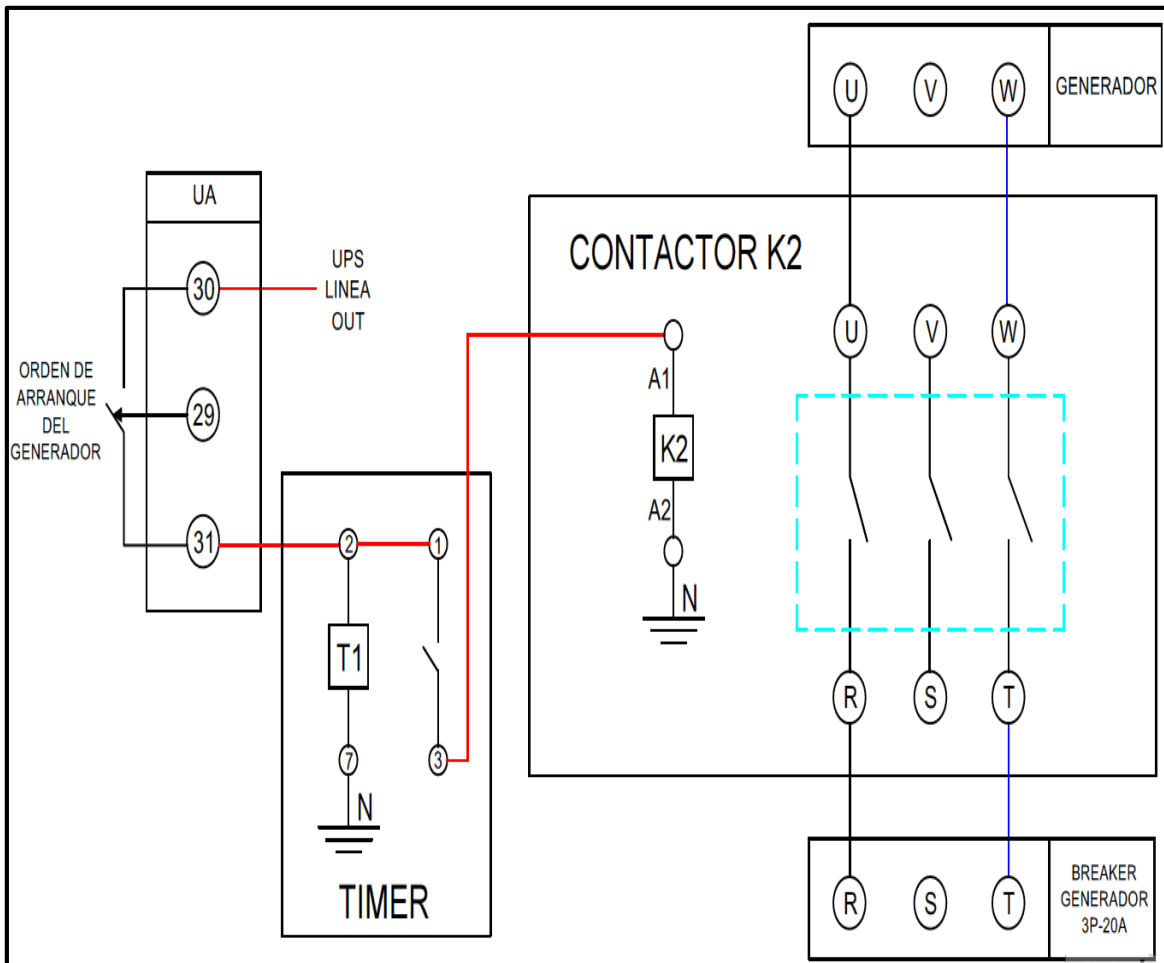 U
V
W
GENERADOR
UA
30
UPS
LINEA
OUT
ORDEN DE
ARRANQUE
DEL
GENERADOR
29
31
CONTACTOR K2
A1
K2
A2
N
U
V
W
R
S
T
2
1
T1
7
3
N
TIMER
R
S
T
BREAKER
GENERADOR
3P-20A